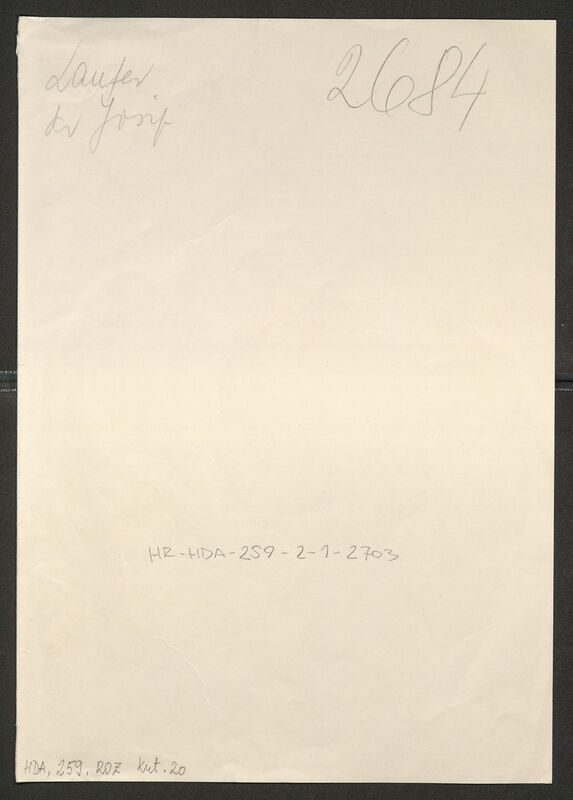 Laufer
dr Josip
2684
HR-HDA-259-2-1-2703
HDA, 259, ROZ Kut. 20